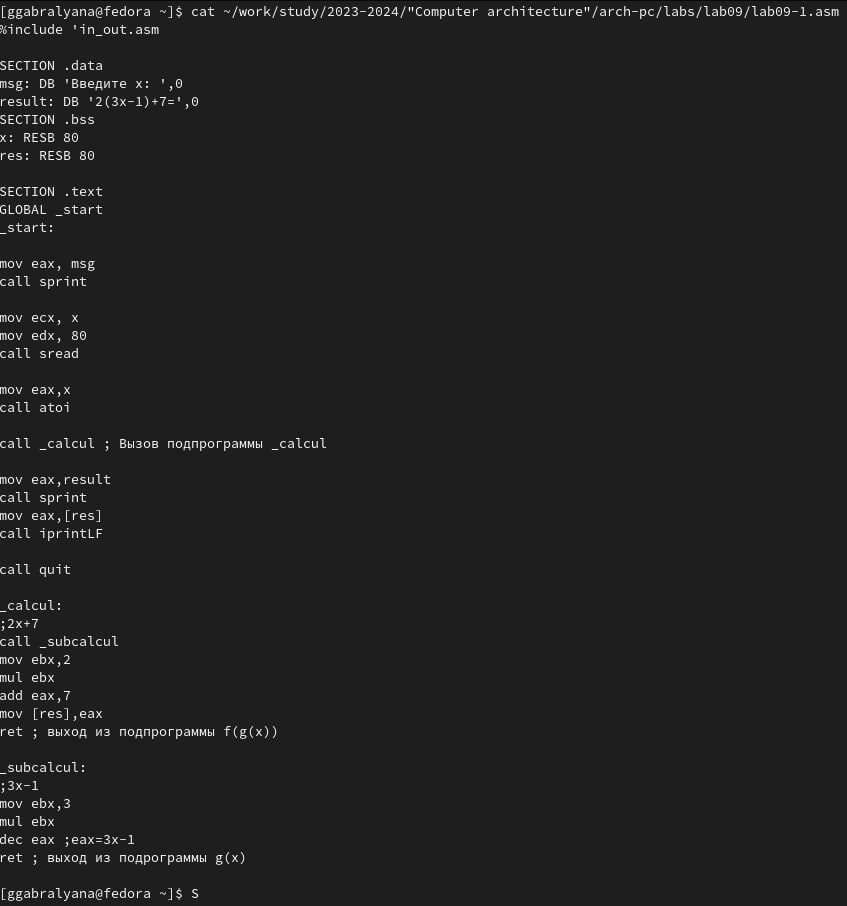 [ggabralyana@fedora ~]$ cat ~/work/study/2023-2024/"Computer architecture"/arch-pc/labs/lab09/lab09-1.asm
%include 'in_out.asm
SECTION .data
msg: DB 'Введите x: ',0
result: DB '2(3x-1)+7=',0
SECTION .bss
x: RESB 80
res: RESB 80
SECTION .text
GLOBAL _start
_start:
mov eax, msg
call sprint
mov ecx, x
mov edx, 80
call sread
mov eax,x
call atoi
call _calcul ; Вызов подпрограммы _calcul
mov eax,result
call sprint
mov eax,[res]
call iprintLF
call quit
_calcul:
;2x+7
call _subcalcul
mov ebx,2
mul ebx
add eax,7
mov [res],eax
ret ; выход из подпрограммы f(g(x))
_subcalcul:
;3x-1
mov ebx,3
mul ebx
dec eax ;eax=3x-1
ret ; выход из подрограммы g(x)
[ggabralyana@fedora ~]$ S